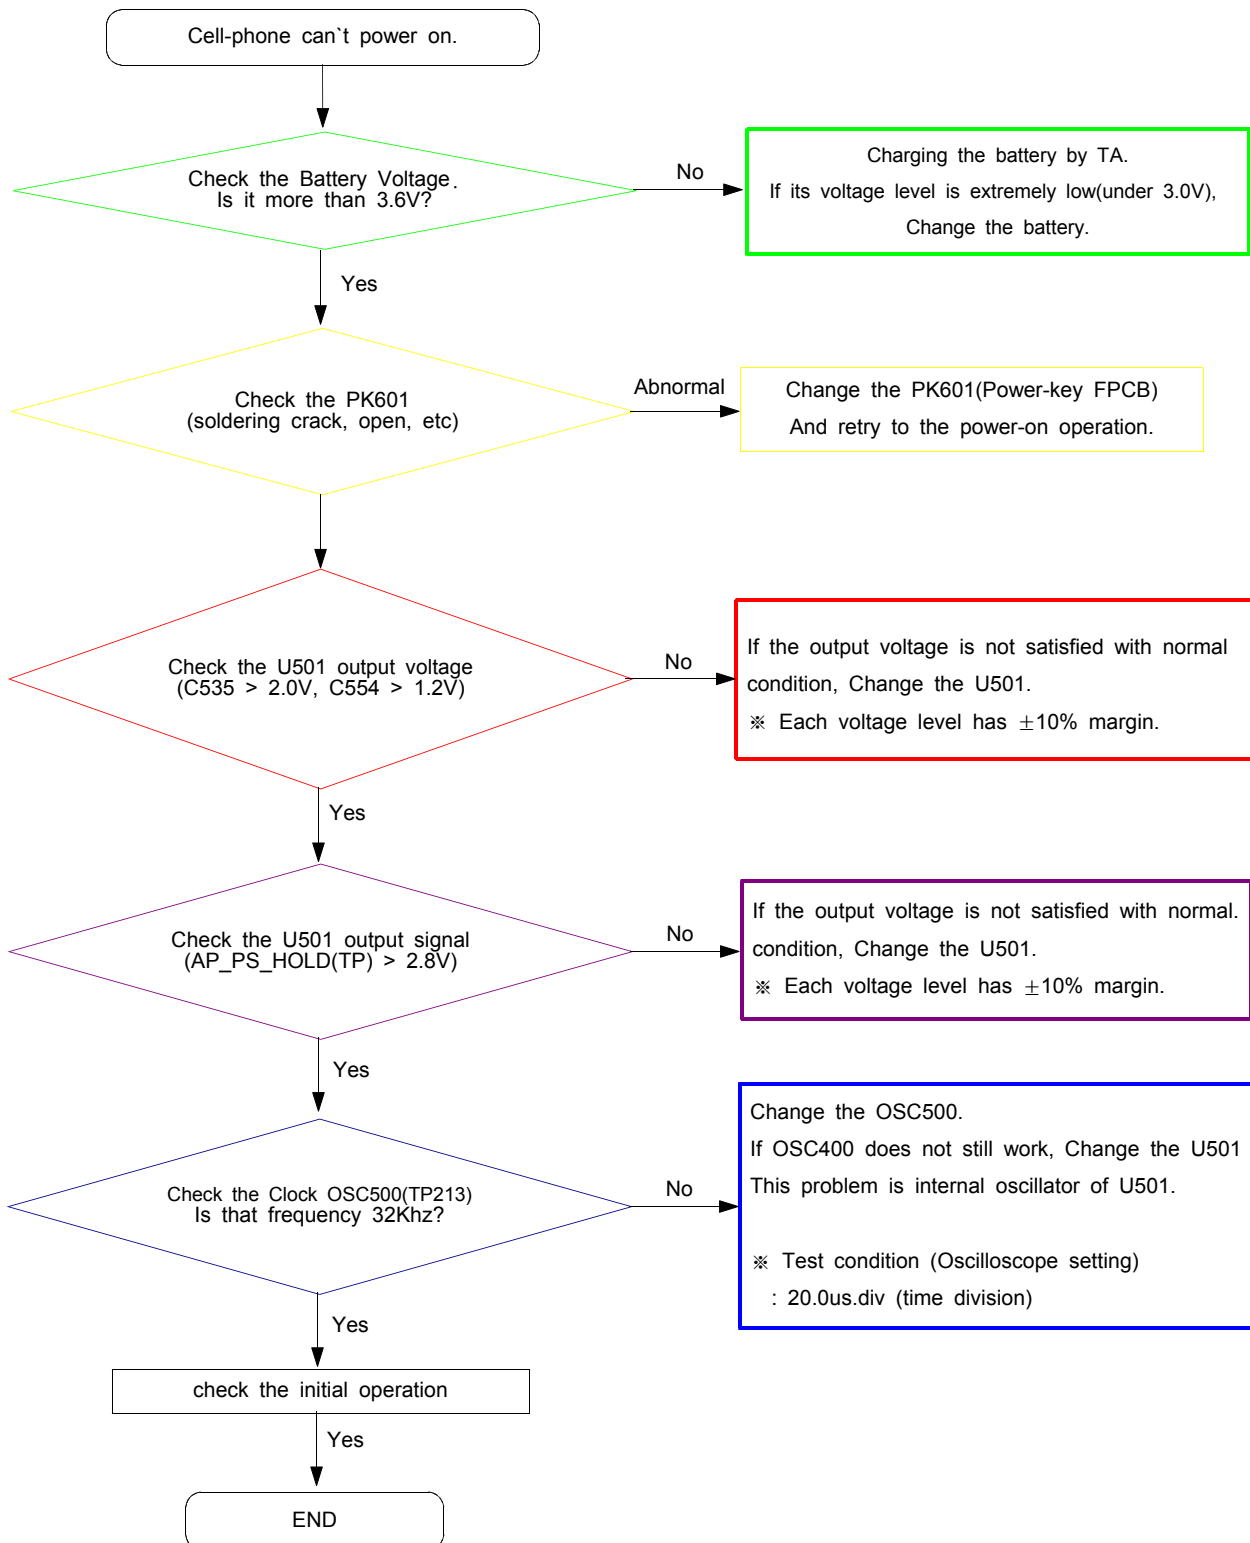 Cell-phone can`t power on.
Check the Battery Voltage.
Is it more than 3.6V?
No
Charging the battery by TA.
If its voltage level is extremely low(under 3.0V),
Change the battery.
Yes
Check the PK601
(soldering crack, open, etc)
Abnormal
Change the PK601(Power-key FPCB)
And retry to the power-on operation.
Check the U501 output voltage
(C535 > 2.0V, C554 > 1.2V)
No
If the output voltage is not satisfied with normal
condition, Change the U501.
※ Each voltage level has ±10% margin.
Yes
Check the U501 output signal
(AP_PS_HOLD(TP) > 2.8V)
No
If the output voltage is not satisfied with normal.
condition, Change the U501.
※ Each voltage level has ±10% margin.
Yes
Check the Clock OSC500(TP213)
Is that frequency 32Khz?
No
Change the OSC500.
If OSC400 does not still work, Change the U501
This problem is internal oscillator of U501.
※ Test condition (Oscilloscope setting)
: 20.0us.div (time division)
Yes
check the initial operation
Yes
END